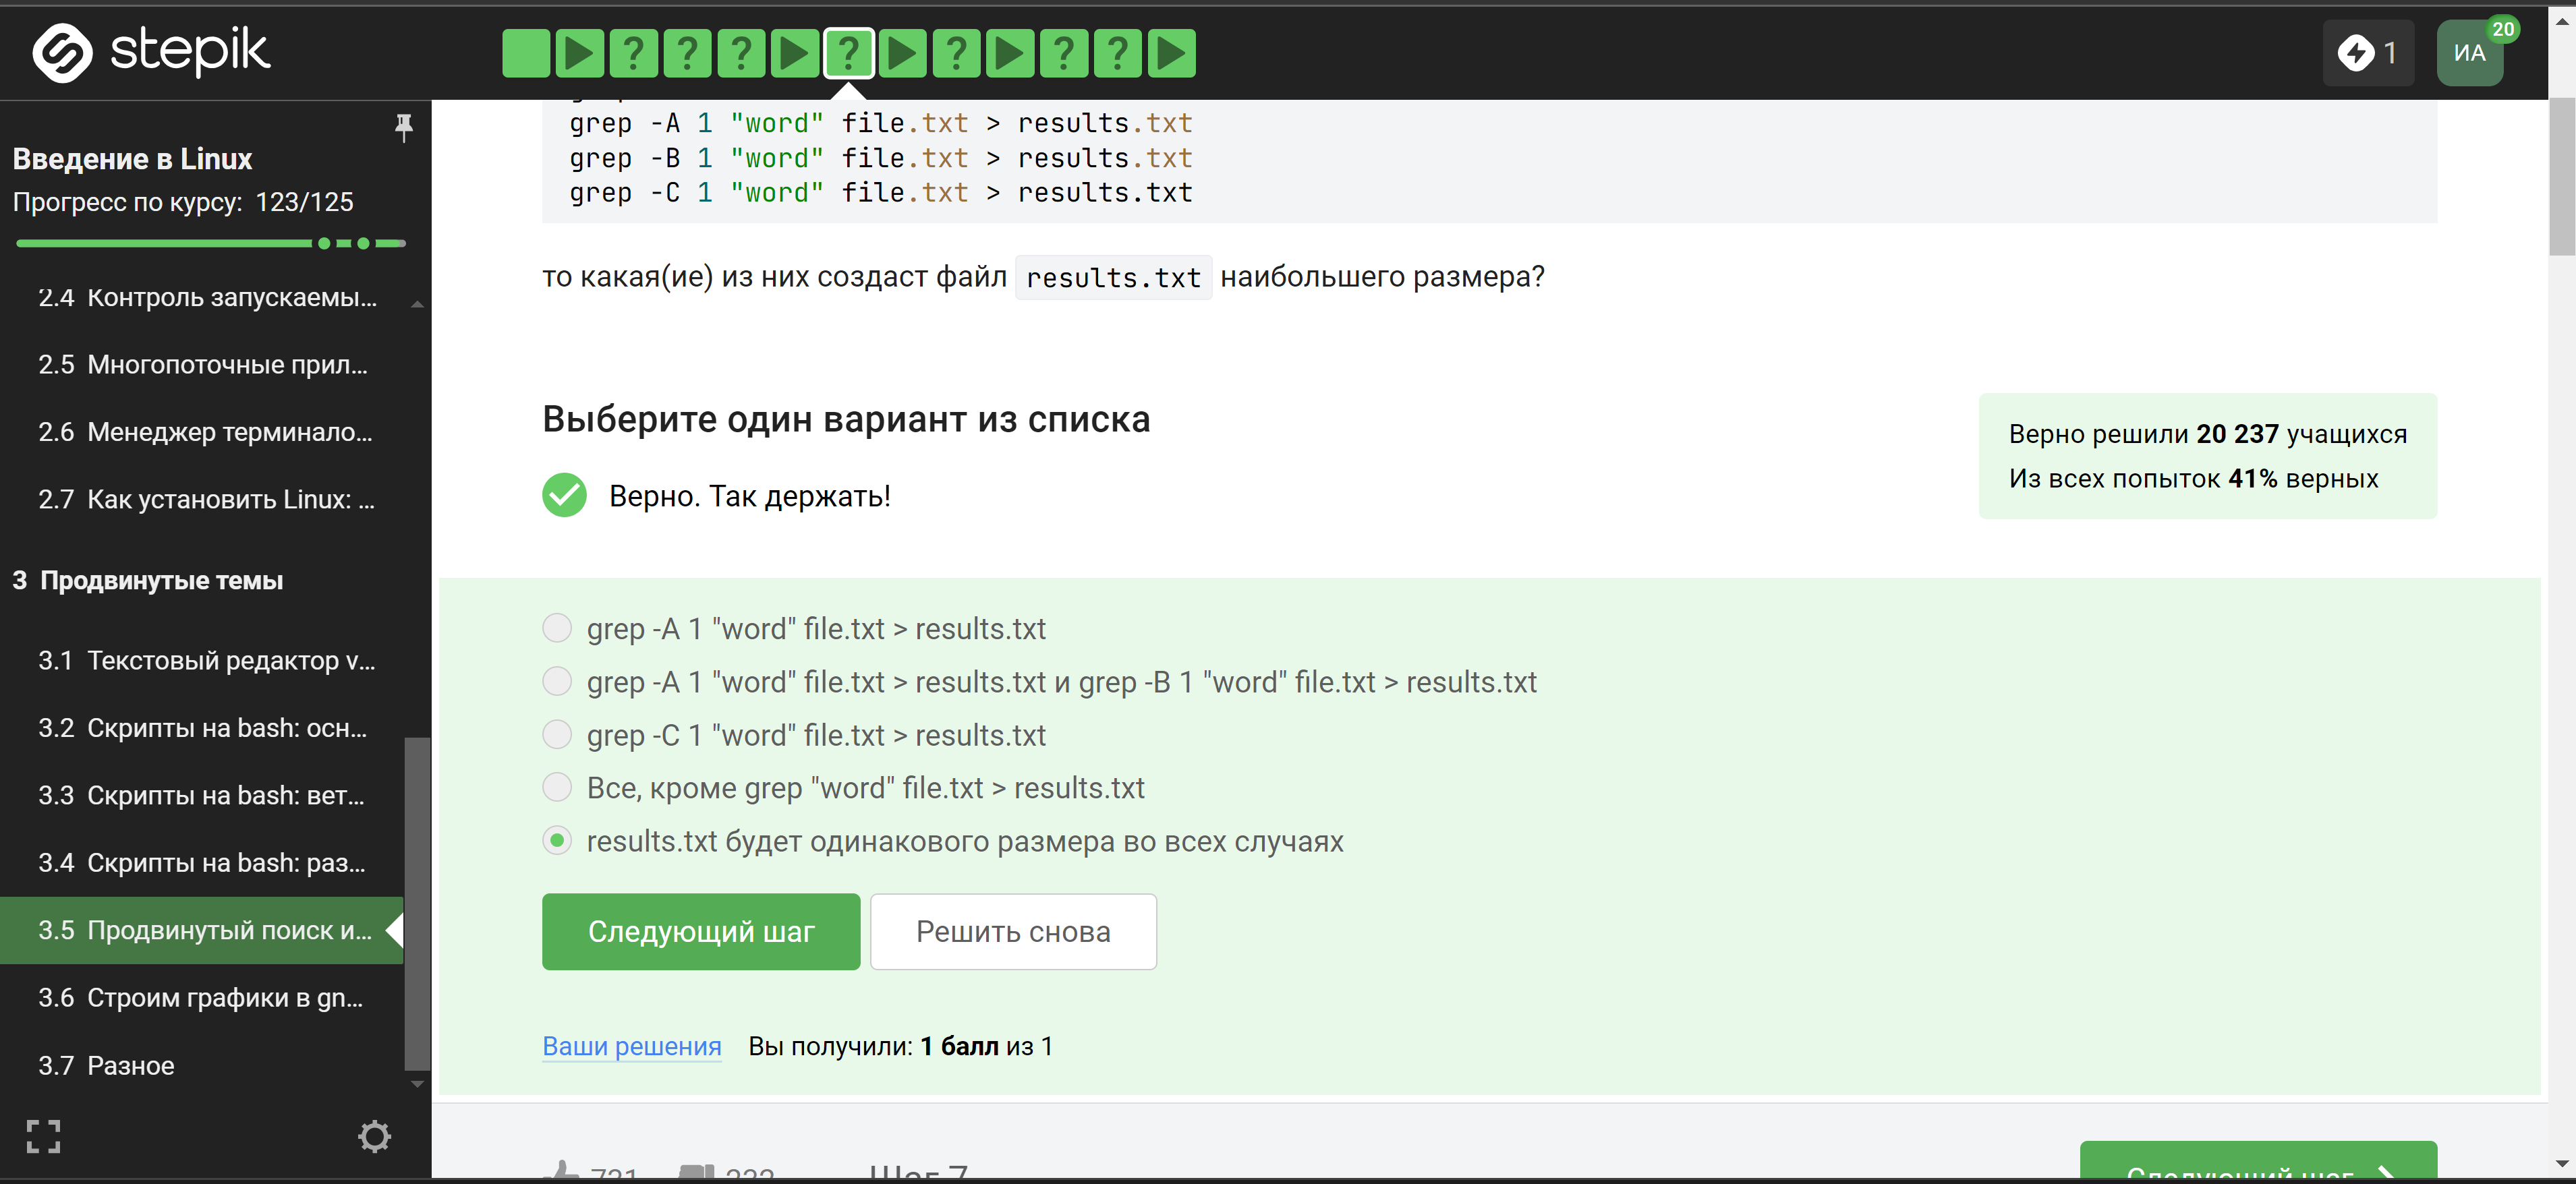 stepik
1
ИА
20
Введение в Linux
Прогресс по курсу: 123/125
2.4 Контроль запускаемы...
2.5 Многопоточные прил...
2.6 Менеджер терминало...
2.7 Как установить Linux: ...
3 Продвинутые темы
3.1 Текстовый редактор v...
3.2 Скрипты на bash: осн...
3.3 Скрипты на bash: вет...
3.4 Скрипты на bash: раз...
3.5 Продвинутый поиск и...
3.6 Строим графики в gn...
3.7 Разное
grep -A 1 "word" file.txt > results.txt
grep -B 1 "word" file.txt > results.txt
grep -C 1 "word" file.txt > results.txt
то какая(ие) из них создаст файл results.txt наибольшего размера?
Выберите один вариант из списка
Верно. Так держать!
Верно решили 20 237 учащихся
Из всех попыток 41% верных
grep -A 1 "word" file.txt > results.txt
grep -A 1 "word" file.txt > results.txt и grep -B 1 "word" file.txt > results.txt
grep -C 1 "word" file.txt > results.txt
Все, кроме grep "word" file.txt > results.txt
results.txt будет одинакового размера во всех случаях
Следующий шаг
Решить снова
Ваши решения Вы получили: 1 балл из 1
Шаг 7
Следующий шаг